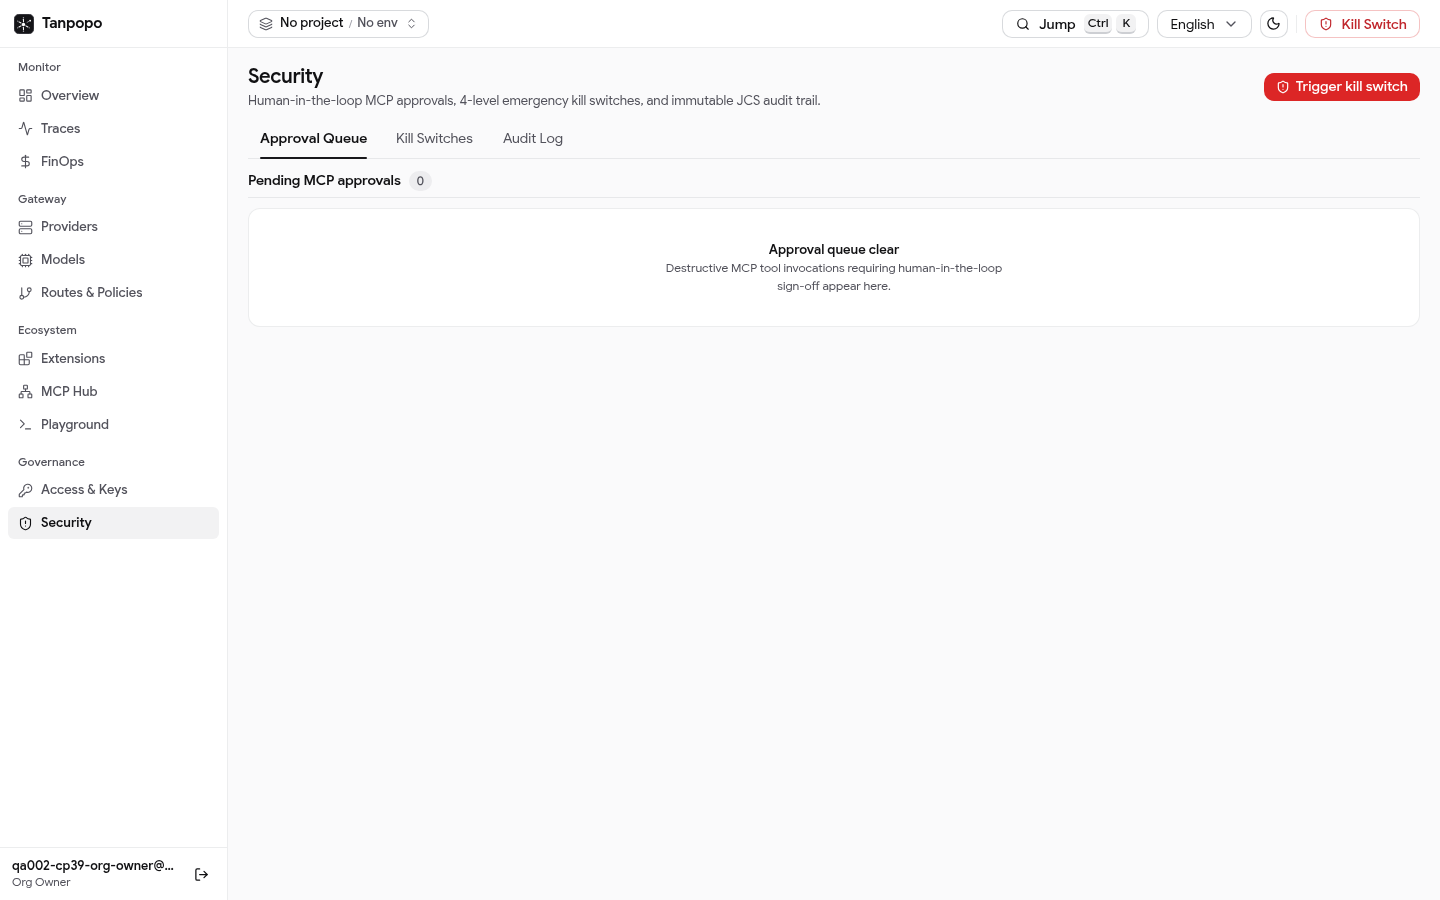 Tanpopo
No project / No env
Jump Ctrl K
English
Kill Switch
Monitor
Overview
Traces
FinOps
Gateway
Providers
Models
Routes & Policies
Ecosystem
Extensions
MCP Hub
Playground
Governance
Access & Keys
Security
qa002-cp39-org-owner@...
Org Owner
Security
Human-in-the-loop MCP approvals, 4-level emergency kill switches, and immutable JCS audit trail.
Trigger kill switch
Approval Queue
Kill Switches
Audit Log
Pending MCP approvals 0
Approval queue clear
Destructive MCP tool invocations requiring human-in-the-loop
sign-off appear here.